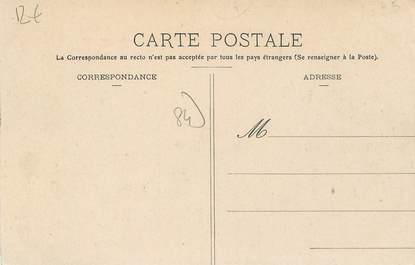 12€
CARTE POSTALE
La Correspondance au recto n'est pas acceptée par tous les pays étrangers (Se renseigner à la Poste).
CORRESPONDANCE
ADRESSE
84
M